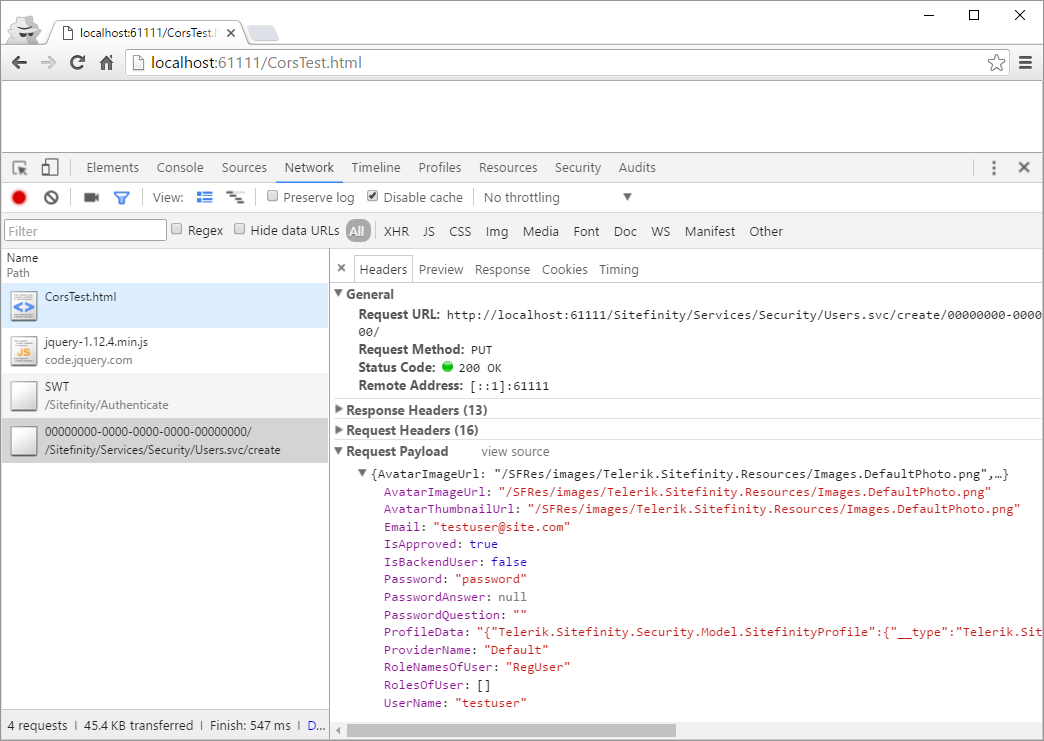 localhost:61111/CorsTest.h
localhost:61111/CorsTest.html
Elements Console Sources Network Timeline Profiles Resources Security Audits
View: Preserve log Disable cache No throttling
Filter Regex Hide data URLs All XHR JS CSS Img Media Font Doc WS Manifest Other
Name
Path
CorsTest.html
jquery-1.12.4.min.js
code.jquery.com
SWT
/Sitefinity/Authenticate
00000000-0000-0000-0000-00000000/
/Sitefinity/Services/Security/Users.svc/create
4 requests | 45.4 KB transferred | Finish: 547 ms | D...
Headers Preview Response Cookies Timing
General
Request URL: http://localhost:61111/Sitefinity/Services/Security/Users.svc/create/00000000-0000
00/
Request Method: PUT
Status Code: 200 OK
Remote Address: [::1]:61111
Response Headers (13)
Request Headers (16)
Request Payload view source
{AvatarImageUrl: "/SFRes/images/Telerik.Sitefinity.Resources/Images.DefaultPhoto.png",…}
AvatarImageUrl: "/SFRes/images/Telerik.Sitefinity.Resources/Images.DefaultPhoto.png"
AvatarThumbnailUrl: "/SFRes/images/Telerik.Sitefinity.Resources/Images.DefaultPhoto.png"
Email: "testuser@site.com"
IsApproved: true
IsBackendUser: false
Password: "password"
PasswordAnswer: null
PasswordQuestion: ""
ProfileData: "{"Telerik.Sitefinity.Security.Model.SitefinityProfile":{"__type":"Telerik.Sit
ProviderName: "Default"
RoleNamesOfUser: "RegUser"
RolesOfUser: []
UserName: "testuser"